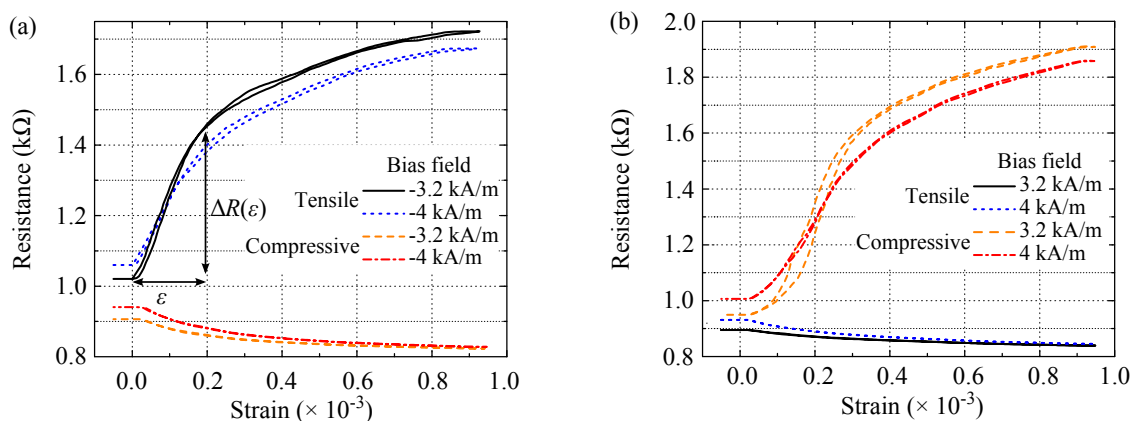 (a)
Resistance (kΩ)
1.6
1.4
1.2
1.0
0.8
ΔR(ε)
ε
Bias field
Tensile
-3.2 kA/m
-4 kA/m
Compressive
-3.2 kA/m
-4 kA/m
0.0 0.2 0.4 0.6 0.8 1.0
Strain (× 10⁻³)
(b)
Resistance (kΩ)
2.0
1.8
1.6
1.4
1.2
1.0
0.8
Bias field
Tensile
3.2 kA/m
4 kA/m
Compressive
3.2 kA/m
4 kA/m
0.0 0.2 0.4 0.6 0.8 1.0
Strain (× 10⁻³)